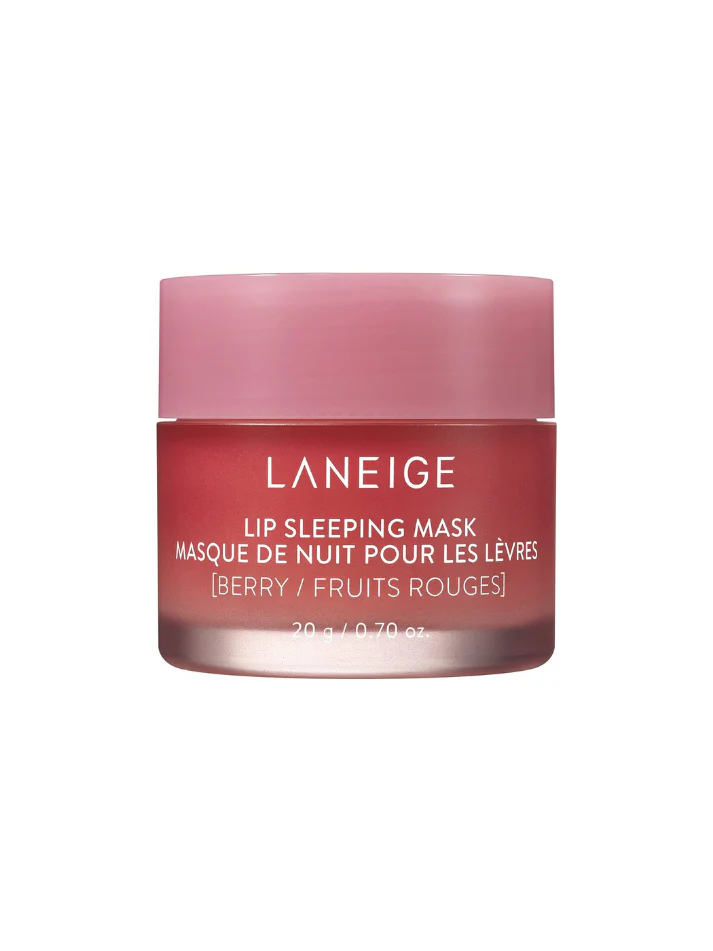 LANEIGE
LIP SLEEPING MASK
MASQUE DE NUIT POUR LES LÈVRES
[BERRY / FRUITS ROUGES]
20 g / 0.70 oz.